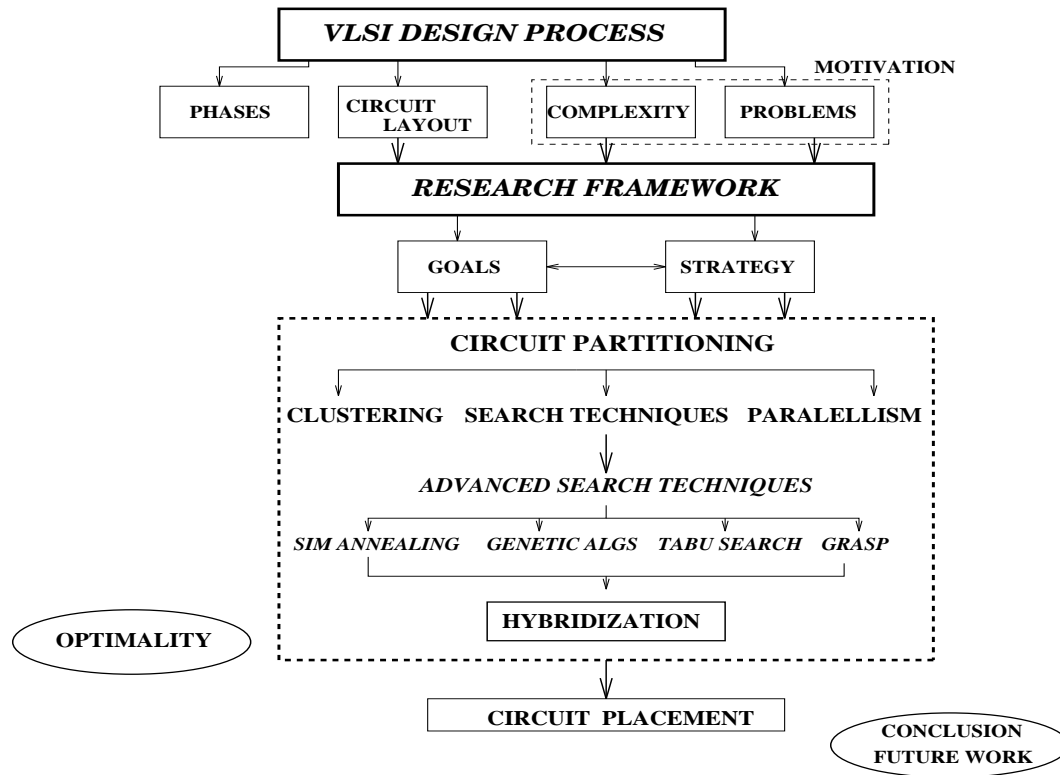 VLSI DESIGN PROCESS
MOTIVATION
PHASES
CIRCUIT
LAYOUT
COMPLEXITY
PROBLEMS
RESEARCH FRAMEWORK
GOALS
STRATEGY
CIRCUIT PARTITIONING
CLUSTERING
SEARCH TECHNIQUES
PARALELLISM
ADVANCED SEARCH TECHNIQUES
SIM ANNEALING
GENETIC ALGS
TABU SEARCH
GRASP
HYBRIDIZATION
OPTIMALITY
CIRCUIT PLACEMENT
CONCLUSION
FUTURE WORK